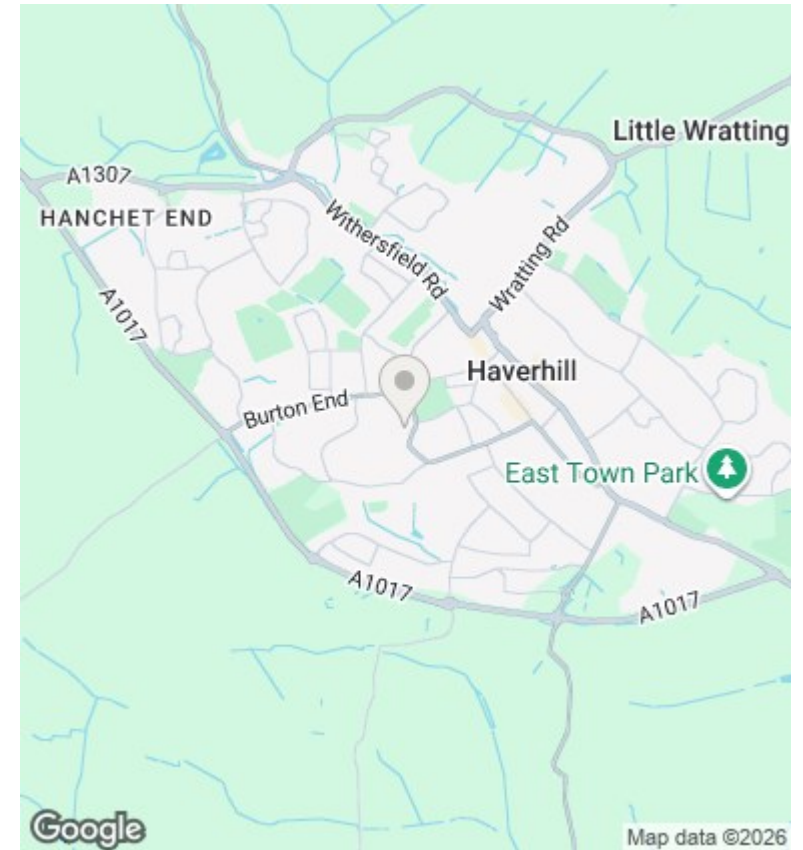 Little Wratting
A1307
HANCHET END
Withersfield Rd
Wratting Rd
A1017
Haverhill
Burton End
East Town Park
A1017
A1017
Google
Map data ©2026